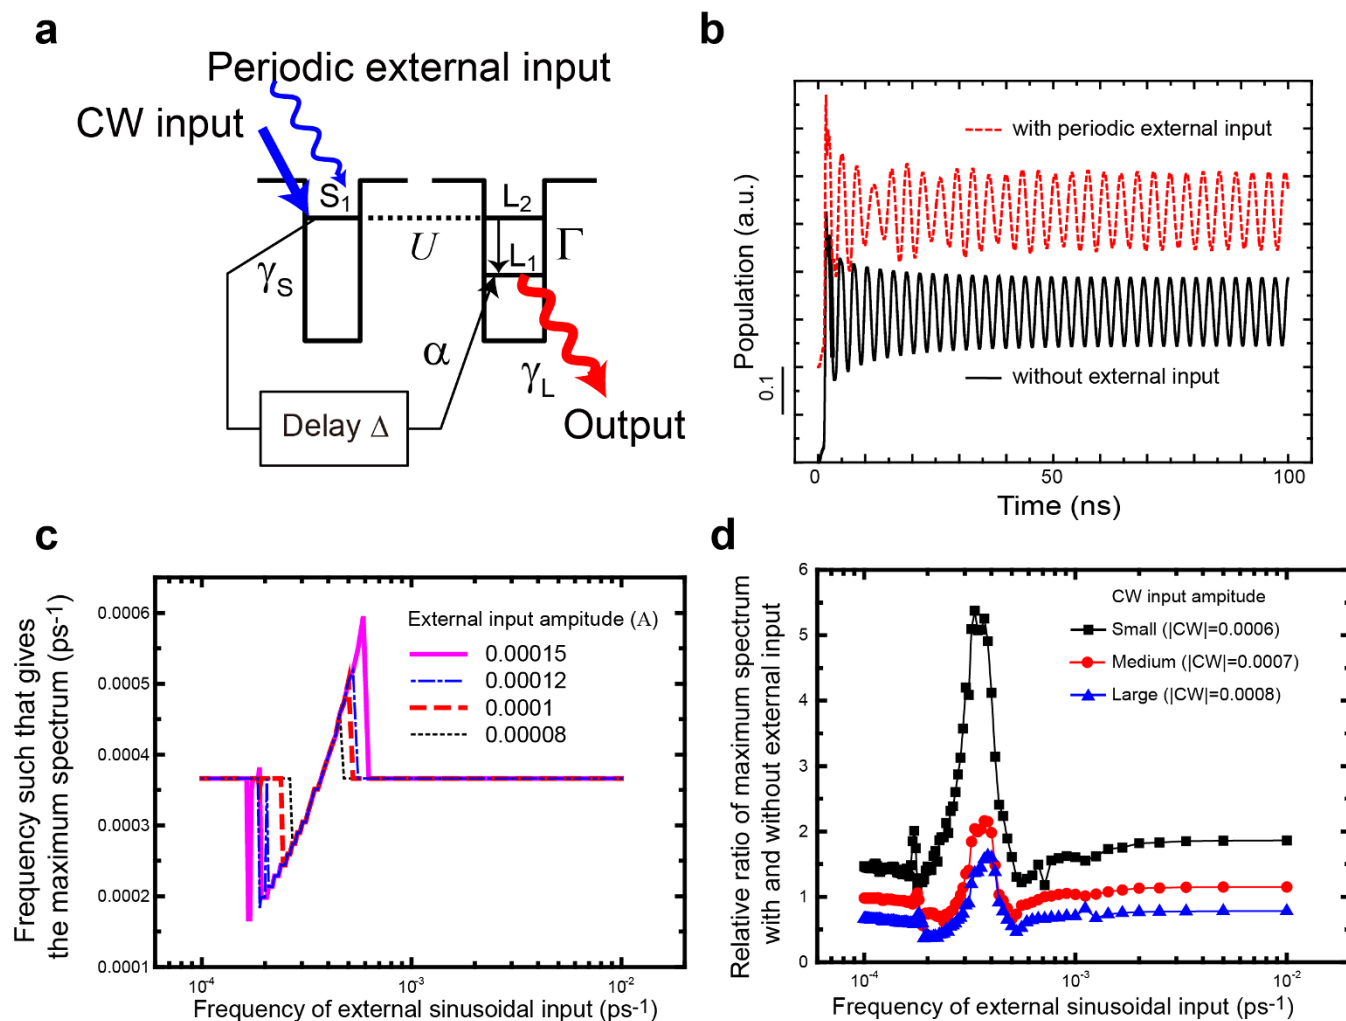 a
Periodic external input
CW input
S1
L2
U
L1
Γ
γS
α
γL
Delay Δ
Output
b
Population (a.u.)
0.1
with periodic external input
without external input
0
50
100
Time (ns)
c
Frequency such that gives
the maximum spectrum (ps-1)
0.0006
0.0005
0.0004
0.0003
0.0002
0.0001
External input ampitude (A)
0.00015
0.00012
0.0001
0.00008
10-4
10-3
10-2
Frequency of external sinusoidal input (ps-1)
d
Relative ratio of maximum spectrum
with and without external input
6
5
4
3
2
1
0
CW input ampitude
Small (|CW|=0.0006)
Medium (|CW|=0.0007)
Large (|CW|=0.0008)
10-4
10-3
10-2
Frequency of external sinusoidal input (ps-1)